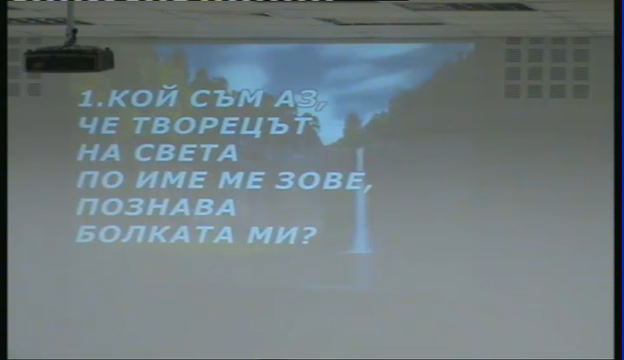 1.КОЙ СЪМ АЗ,
ЧЕ ТВОРЕЦЪТ
НА СВЕТА
ПО ИМЕ МЕ ЗОВЕ,
ПОЗНАВА
БОЛКАТА МИ?